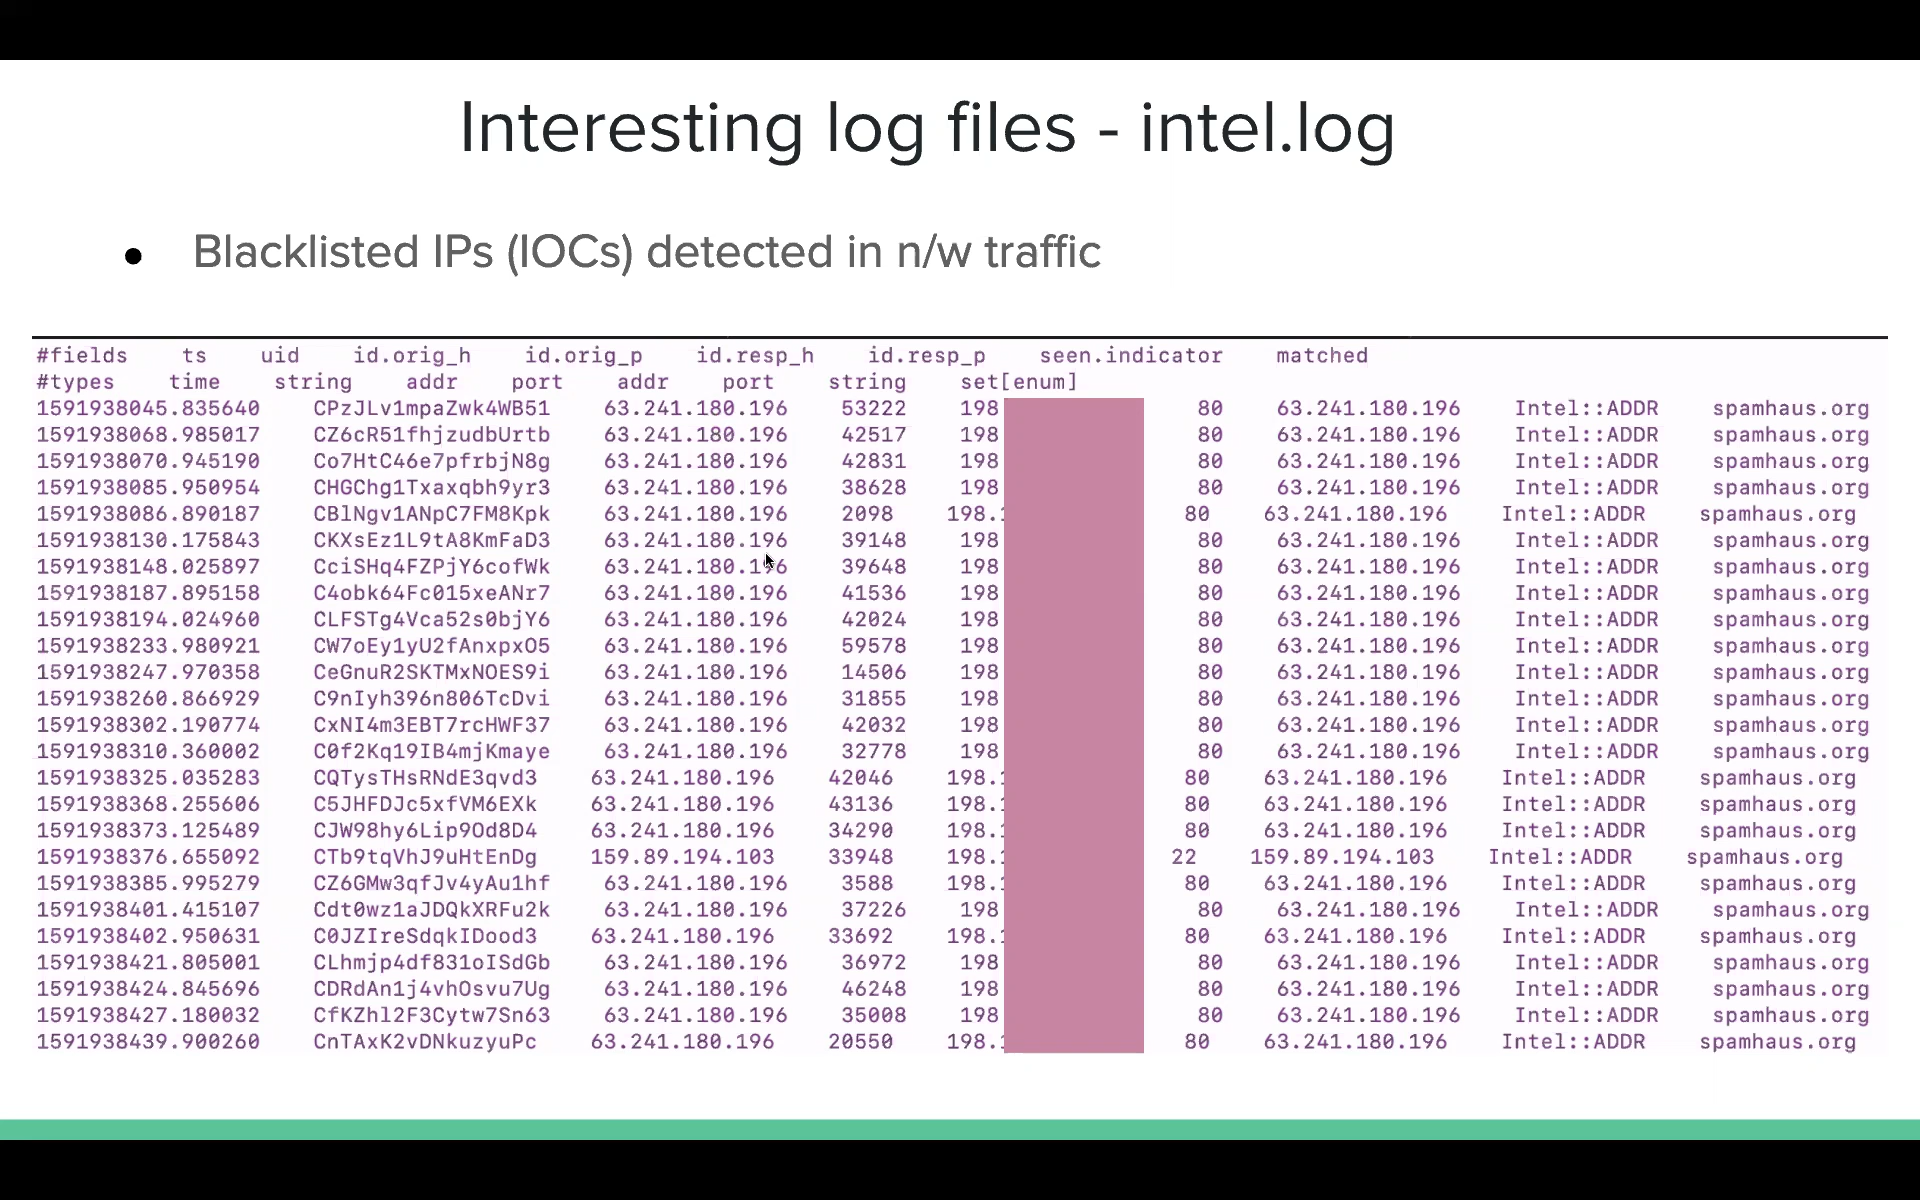 Interesting log files - intel.log
● Blacklisted IPs (IOCs) detected in n/w traffic
#fields ts uid id.orig_h id.orig_p id.resp_h id.resp_p seen.indicator matched
#types time string addr port addr port string set[enum]
1591938045.835640 CPzJLv1mpaZwk4WB51 63.241.180.196 53222 198 80 63.241.180.196 Intel::ADDR spamhaus.org
1591938068.985017 CZ6cR51fhjzudbUrtb 63.241.180.196 42517 198 80 63.241.180.196 Intel::ADDR spamhaus.org
1591938070.945190 Co7HtC46e7pfrbjN8g 63.241.180.196 42831 198 80 63.241.180.196 Intel::ADDR spamhaus.org
1591938085.950954 CHGChg1Txaxqbh9yr3 63.241.180.196 38628 198 80 63.241.180.196 Intel::ADDR spamhaus.org
1591938086.890187 CBlNgv1ANpC7FM8Kpk 63.241.180.196 2098 198. 80 63.241.180.196 Intel::ADDR spamhaus.org
1591938130.175843 CKXsEz1L9tA8KmFaD3 63.241.180.196 39148 198 80 63.241.180.196 Intel::ADDR spamhaus.org
1591938148.025897 CciSHq4FZPjY6cofWk 63.241.180.196 39648 198 80 63.241.180.196 Intel::ADDR spamhaus.org
1591938187.895158 C4obk64Fc015xeANr7 63.241.180.196 41536 198 80 63.241.180.196 Intel::ADDR spamhaus.org
1591938194.024960 CLFSTg4Vca52s0bjY6 63.241.180.196 42024 198 80 63.241.180.196 Intel::ADDR spamhaus.org
1591938233.980921 CW7oEy1yU2fAnxpxO5 63.241.180.196 59578 198 80 63.241.180.196 Intel::ADDR spamhaus.org
1591938247.970358 CeGnuR2SKTMxNOES9i 63.241.180.196 14506 198 80 63.241.180.196 Intel::ADDR spamhaus.org
1591938260.866929 C9nIyh396n806TcDvi 63.241.180.196 31855 198 80 63.241.180.196 Intel::ADDR spamhaus.org
1591938302.190774 CxNI4m3EBT7rcHWF37 63.241.180.196 42032 198 80 63.241.180.196 Intel::ADDR spamhaus.org
1591938310.360002 C0f2Kq19IB4mjKmaye 63.241.180.196 32778 198 80 63.241.180.196 Intel::ADDR spamhaus.org
1591938325.035283 CQTysTHsRNdE3qvd3 63.241.180.196 42046 198. 80 63.241.180.196 Intel::ADDR spamhaus.org
1591938368.255606 C5JHFDJc5xfVM6EXk 63.241.180.196 43136 198. 80 63.241.180.196 Intel::ADDR spamhaus.org
1591938373.125489 CJW98hy6Lip9Od8D4 63.241.180.196 34290 198. 80 63.241.180.196 Intel::ADDR spamhaus.org
1591938376.655092 CTb9tqVhJ9uHtEnDg 159.89.194.103 33948 198. 22 159.89.194.103 Intel::ADDR spamhaus.org
1591938385.995279 CZ6GMw3qfJv4yAu1hf 63.241.180.196 3588 198. 80 63.241.180.196 Intel::ADDR spamhaus.org
1591938401.415107 Cdt0wz1aJDQkXRFu2k 63.241.180.196 37226 198 80 63.241.180.196 Intel::ADDR spamhaus.org
1591938402.950631 C0JZIreSdqkIDood3 63.241.180.196 33692 198. 80 63.241.180.196 Intel::ADDR spamhaus.org
1591938421.805001 CLhmjp4df831oISdGb 63.241.180.196 36972 198 80 63.241.180.196 Intel::ADDR spamhaus.org
1591938424.845696 CDRdAn1j4vhOsvu7Ug 63.241.180.196 46248 198 80 63.241.180.196 Intel::ADDR spamhaus.org
1591938427.180032 CfKZhl2F3Cytw7Sn63 63.241.180.196 35008 198 80 63.241.180.196 Intel::ADDR spamhaus.org
1591938439.900260 CnTAxK2vDNkuzyuPc 63.241.180.196 20550 198. 80 63.241.180.196 Intel::ADDR spamhaus.org